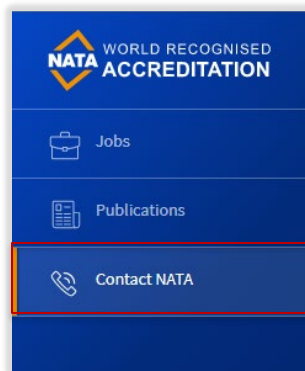 WORLD RECOGNISED
NATA ACCREDITATION
Jobs
Publications
Contact NATA